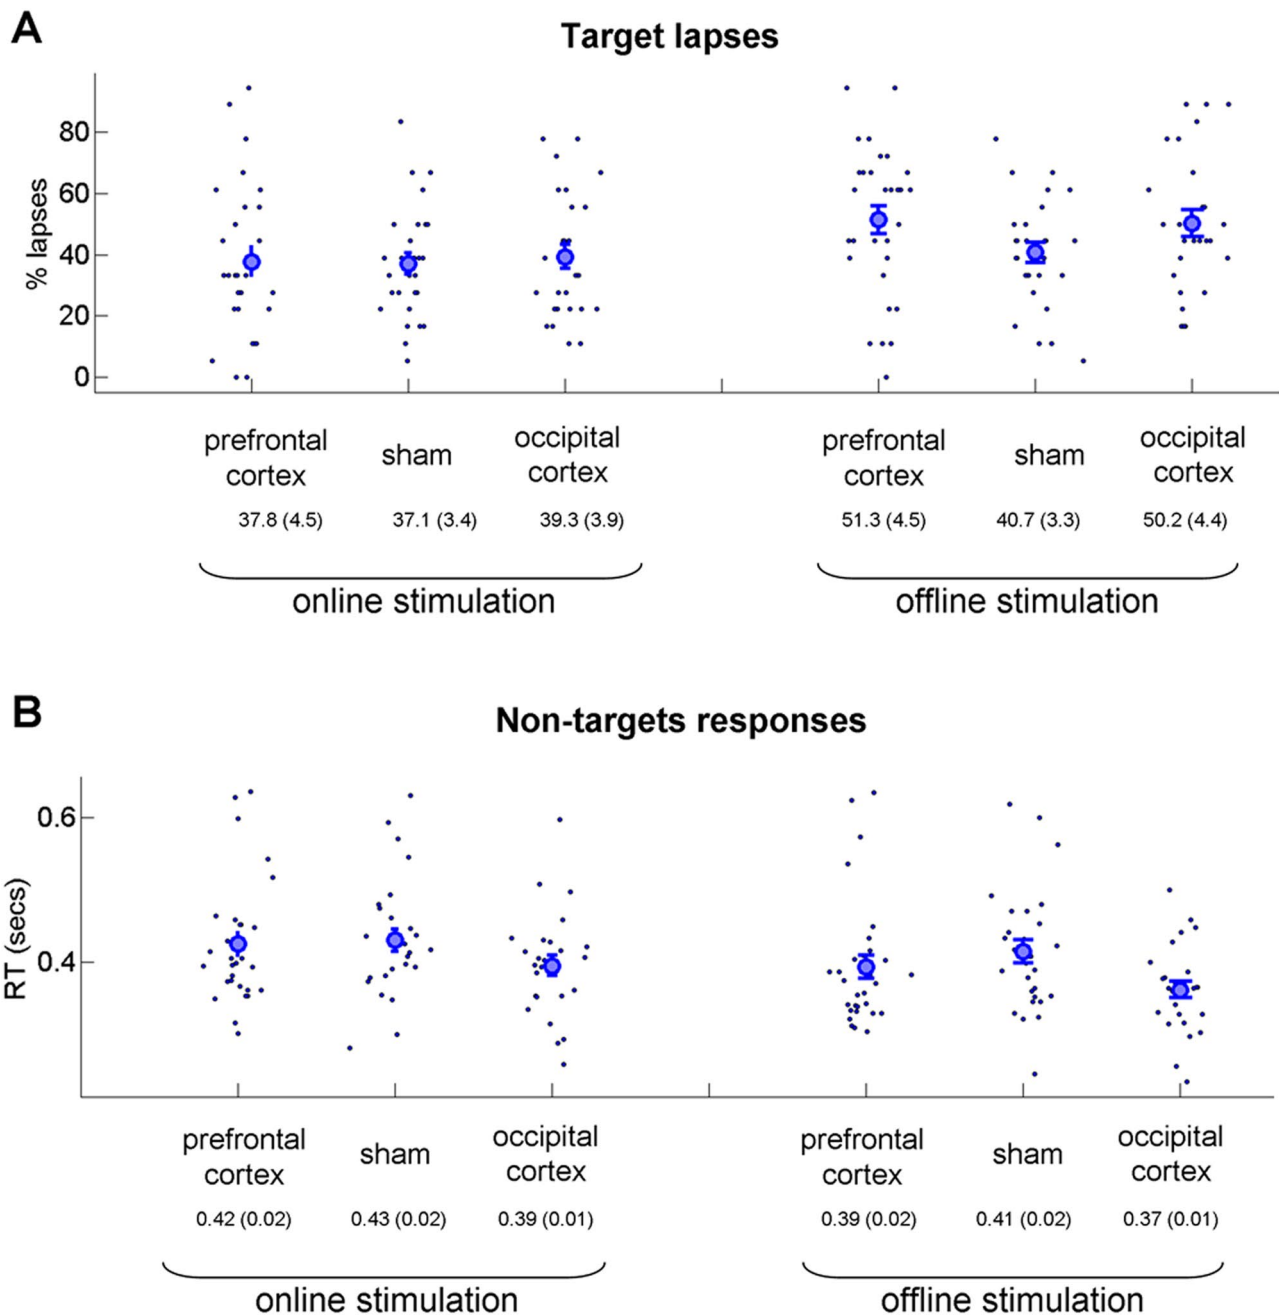 A
Target lapses
% lapses
80
60
40
20
0
prefrontal cortex
sham
occipital cortex
prefrontal cortex
sham
occipital cortex
37.8 (4.5)
37.1 (3.4)
39.3 (3.9)
51.3 (4.5)
40.7 (3.3)
50.2 (4.4)
online stimulation
offline stimulation
B
Non-targets responses
RT (secs)
0.6
0.4
prefrontal cortex
sham
occipital cortex
prefrontal cortex
sham
occipital cortex
0.42 (0.02)
0.43 (0.02)
0.39 (0.01)
0.39 (0.02)
0.41 (0.02)
0.37 (0.01)
online stimulation
offline stimulation